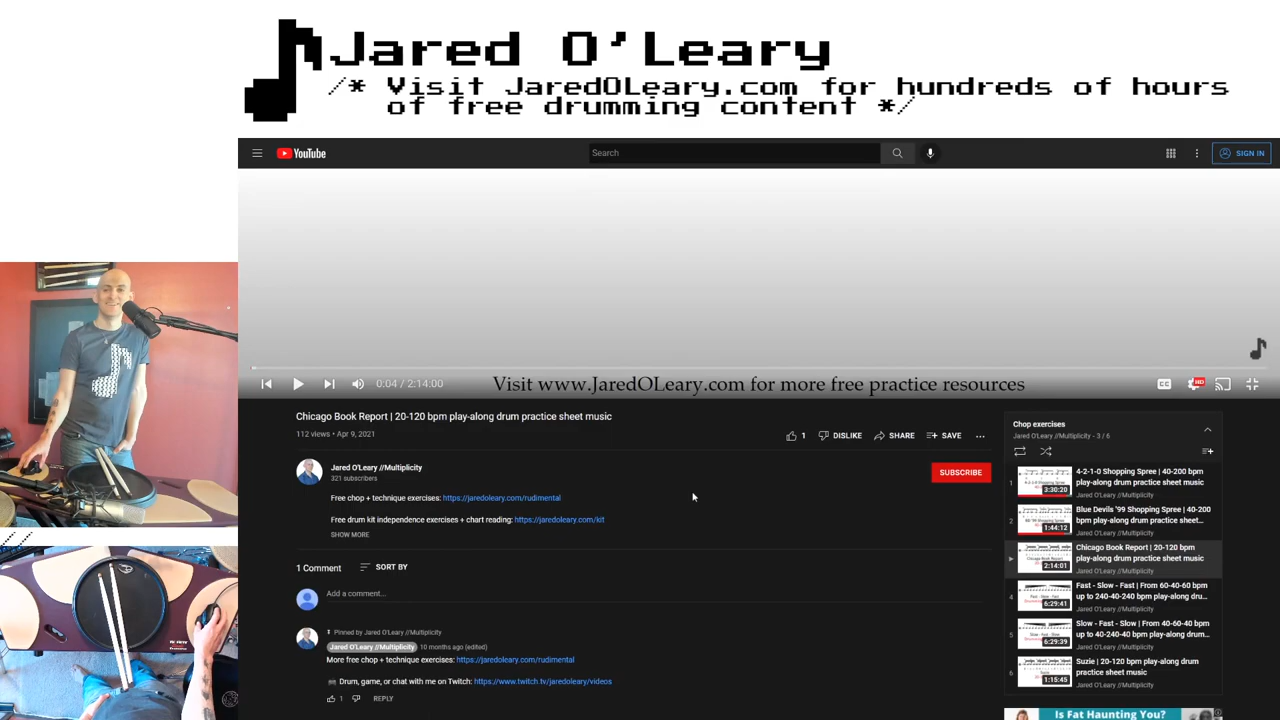 Jared O'Leary
/* Visit JaredOLeary.com for hundreds of hours
of free drumming content */
YouTube
Search
SIGN IN
0:04 / 2:14:00
Visit www.JaredOLeary.com for more free practice resources
CC
HD
Chicago Book Report | 20-120 bpm play-along drum practice sheet music
112 views • Apr 9, 2021
1
DISLIKE
SHARE
SAVE
Jared O'Leary //Multiplicity
321 subscribers
SUBSCRIBE
Free chop + technique exercises: https://jaredoleary.com/rudimental
Free drum kit independence exercises + chart reading: https://jaredoleary.com/kit
SHOW MORE
1 Comment
SORT BY
Add a comment...
Pinned by Jared O'Leary //Multiplicity
Jared O'Leary //Multiplicity 10 months ago (edited)
More free chop + technique exercises: https://jaredoleary.com/rudimental
Drum, game, or chat with me on Twitch: https://www.twitch.tv/jaredoleary/videos
1
REPLY
Chop exercises
Jared O'Leary //Multiplicity - 3 / 6
1
3:30:20
4-2-1-0 Shopping Spree | 40-200 bpm play-along drum practice sheet music
Jared O'Leary //Multiplicity
2
1:44:12
Blue Devils '99 Shopping Spree | 40-200 bpm play-along drum practice sheet...
Jared O'Leary //Multiplicity
2:14:01
Chicago Book Report | 20-120 bpm play-along drum practice sheet music
Jared O'Leary //Multiplicity
4
6:29:41
Fast - Slow - Fast | From 60-40-60 bpm up to 240-40-240 bpm | play-along dru...
Jared O'Leary //Multiplicity
5
6:29:39
Slow - Fast - Slow | From 40-60-40 bpm up to 40-240-40 bpm | play-along dru...
Jared O'Leary //Multiplicity
6
1:15:45
Suzie | 20-120 bpm play-along drum practice sheet music
Jared O'Leary //Multiplicity
Is Fat Haunting You?